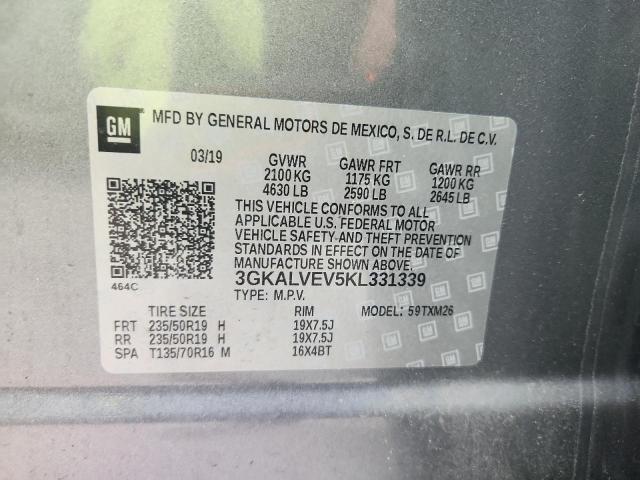 GM
MFD BY GENERAL MOTORS DE MEXICO, S. DE R.L. DE C.V.
03/19 GVWR GAWR FRT GAWR RR
2100 KG 1175 KG 1200 KG
4630 LB 2590 LB 2645 LB
THIS VEHICLE CONFORMS TO ALL
APPLICABLE U.S. FEDERAL MOTOR
VEHICLE SAFETY AND THEFT PREVENTION
STANDARDS IN EFFECT ON THE DATE OF
MANUFACTURE SHOWN ABOVE.
3GKALVEV5KL331339
464C TYPE: M.P.V.
TIRE SIZE RIM MODEL: 59TXM26
FRT 235/50R19 H 19X7.5J
RR 235/50R19 H 19X7.5J
SPA T135/70R16 M 16X4BT